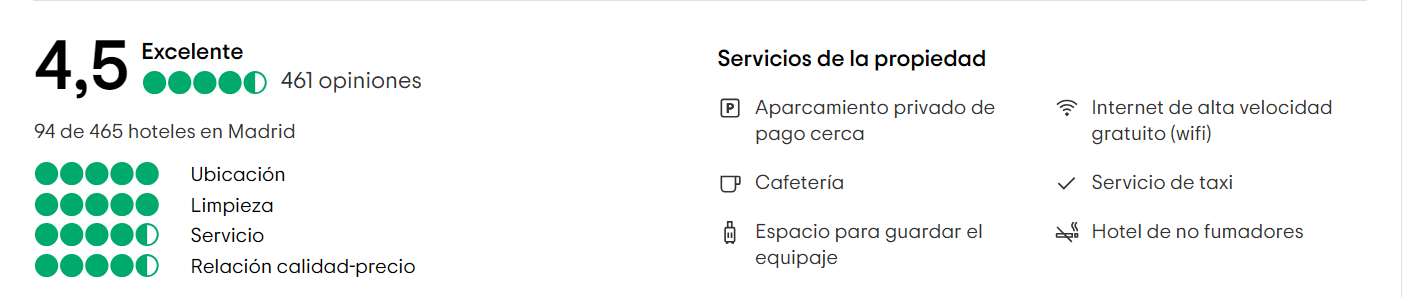 4,5 Excelente
461 opiniones
94 de 465 hoteles en Madrid
Ubicación
Limpieza
Servicio
Relación calidad-precio
Servicios de la propiedad
P Aparcamiento privado de
pago cerca
Internet de alta velocidad
gratuito (wifi)
Cafetería
Servicio de taxi
Espacio para guardar el
equipaje
Hotel de no fumadores